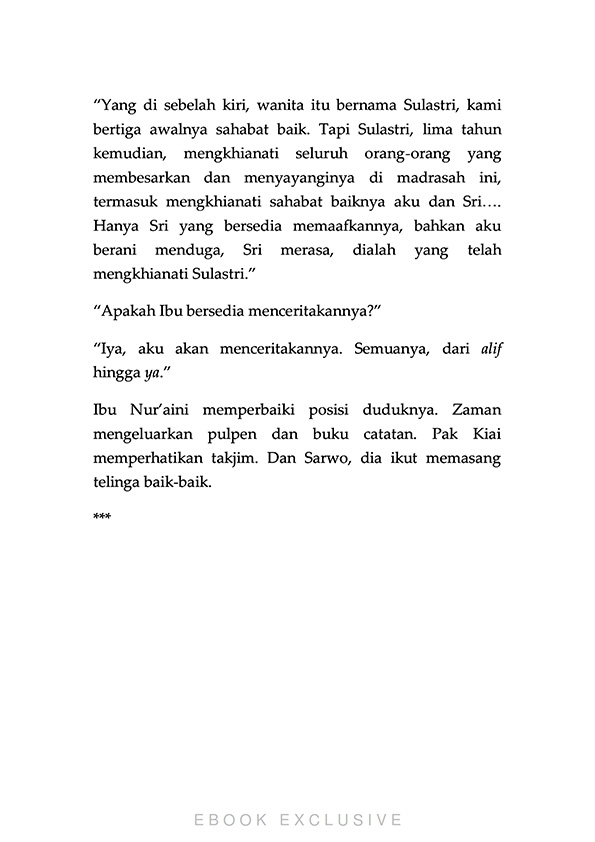 “Yang di sebelah kiri, wanita itu bernama Sulastri, kami
bertiga awalnya sahabat baik. Tapi Sulastri, lima tahun
kemudian, mengkhianati seluruh orang-orang yang
membesarkan dan menyayanginya di madrasah ini,
termasuk mengkhianati sahabat baiknya aku dan Sri….
Hanya Sri yang bersedia memaafkannya, bahkan aku
berani menduga, Sri merasa, dialah yang telah
mengkhianati Sulastri.”
“Apakah Ibu bersedia menceritakannya?”
“Iya, aku akan menceritakannya. Semuanya, dari alif
hingga ya.”
Ibu Nur’aini memperbaiki posisi duduknya. Zaman
mengeluarkan pulpen dan buku catatan. Pak Kiai
memperhatikan takjim. Dan Sarwo, dia ikut memasang
telinga baik-baik.
***
EBOOK EXCLUSIVE